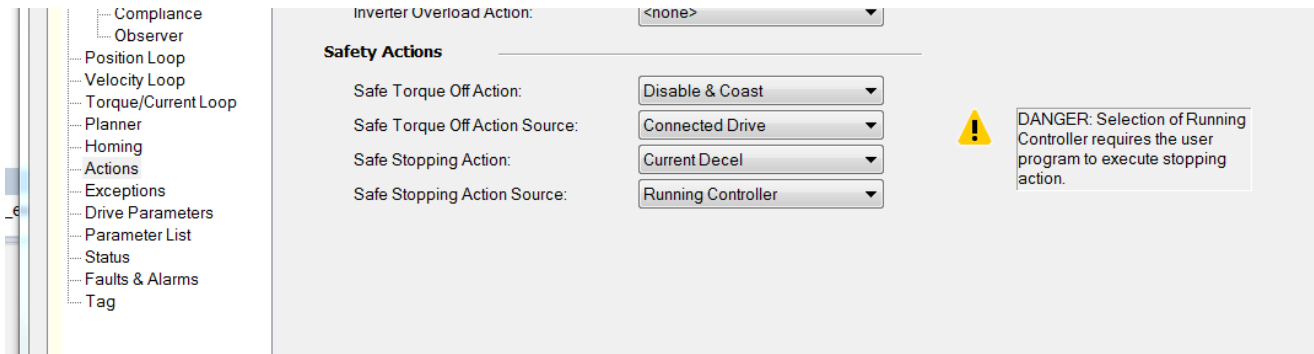 Compliance
Inverter Overload Action: <none>
Observer
Safety Actions
Position Loop
Velocity Loop
Safe Torque Off Action: Disable & Coast
Torque/Current Loop
Planner
Safe Torque Off Action Source: Connected Drive
Homing
Safe Stopping Action: Current Decel
Actions
Exceptions
Safe Stopping Action Source: Running Controller
Drive Parameters
Parameter List
Status
Faults & Alarms
Tag
DANGER: Selection of Running
Controller requires the user
program to execute stopping
action.